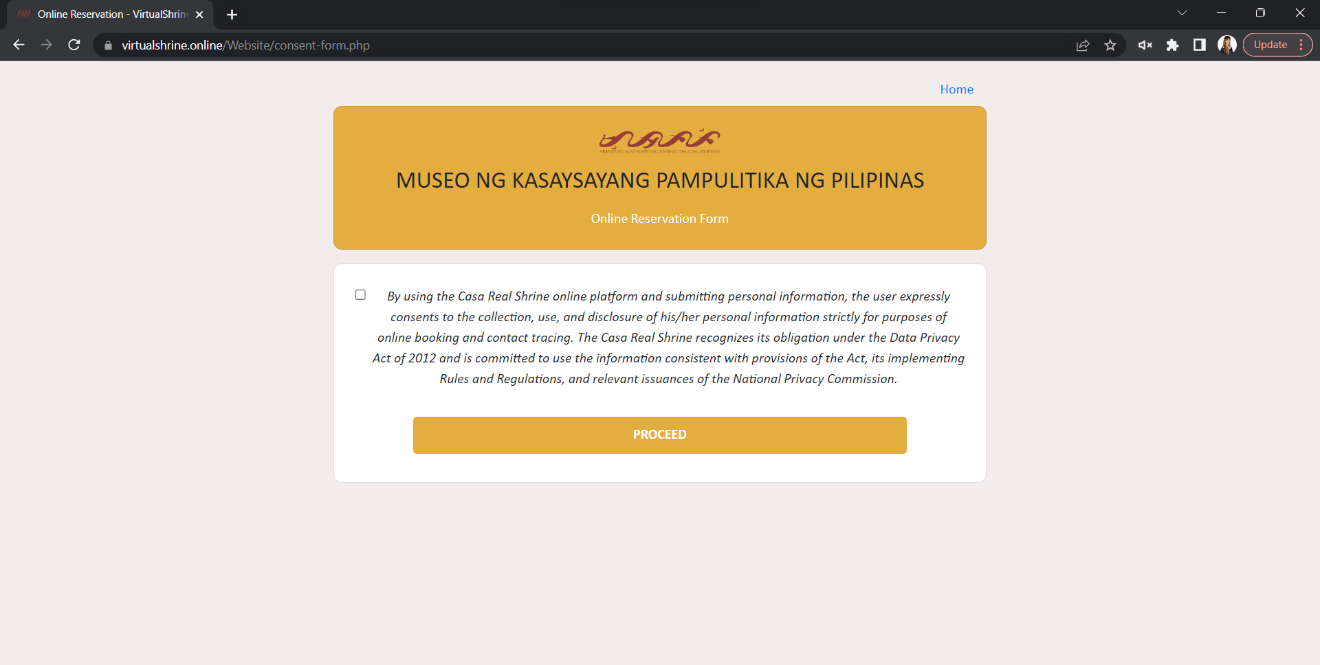 Online Reservation - VirtualShrin
virtualshrine.online/Website/consent-form.php
Update
Home
MUSEO NG KASAYSAYANG PAMPULITIKA NG PILIPINAS
Online Reservation Form
By using the Casa Real Shrine online platform and submitting personal information, the user expressly
consents to the collection, use, and disclosure of his/her personal information strictly for purposes of
online booking and contact tracing. The Casa Real Shrine recognizes its obligation under the Data Privacy
Act of 2012 and is committed to use the information consistent with provisions of the Act, its implementing
Rules and Regulations, and relevant issuances of the National Privacy Commission.
PROCEED